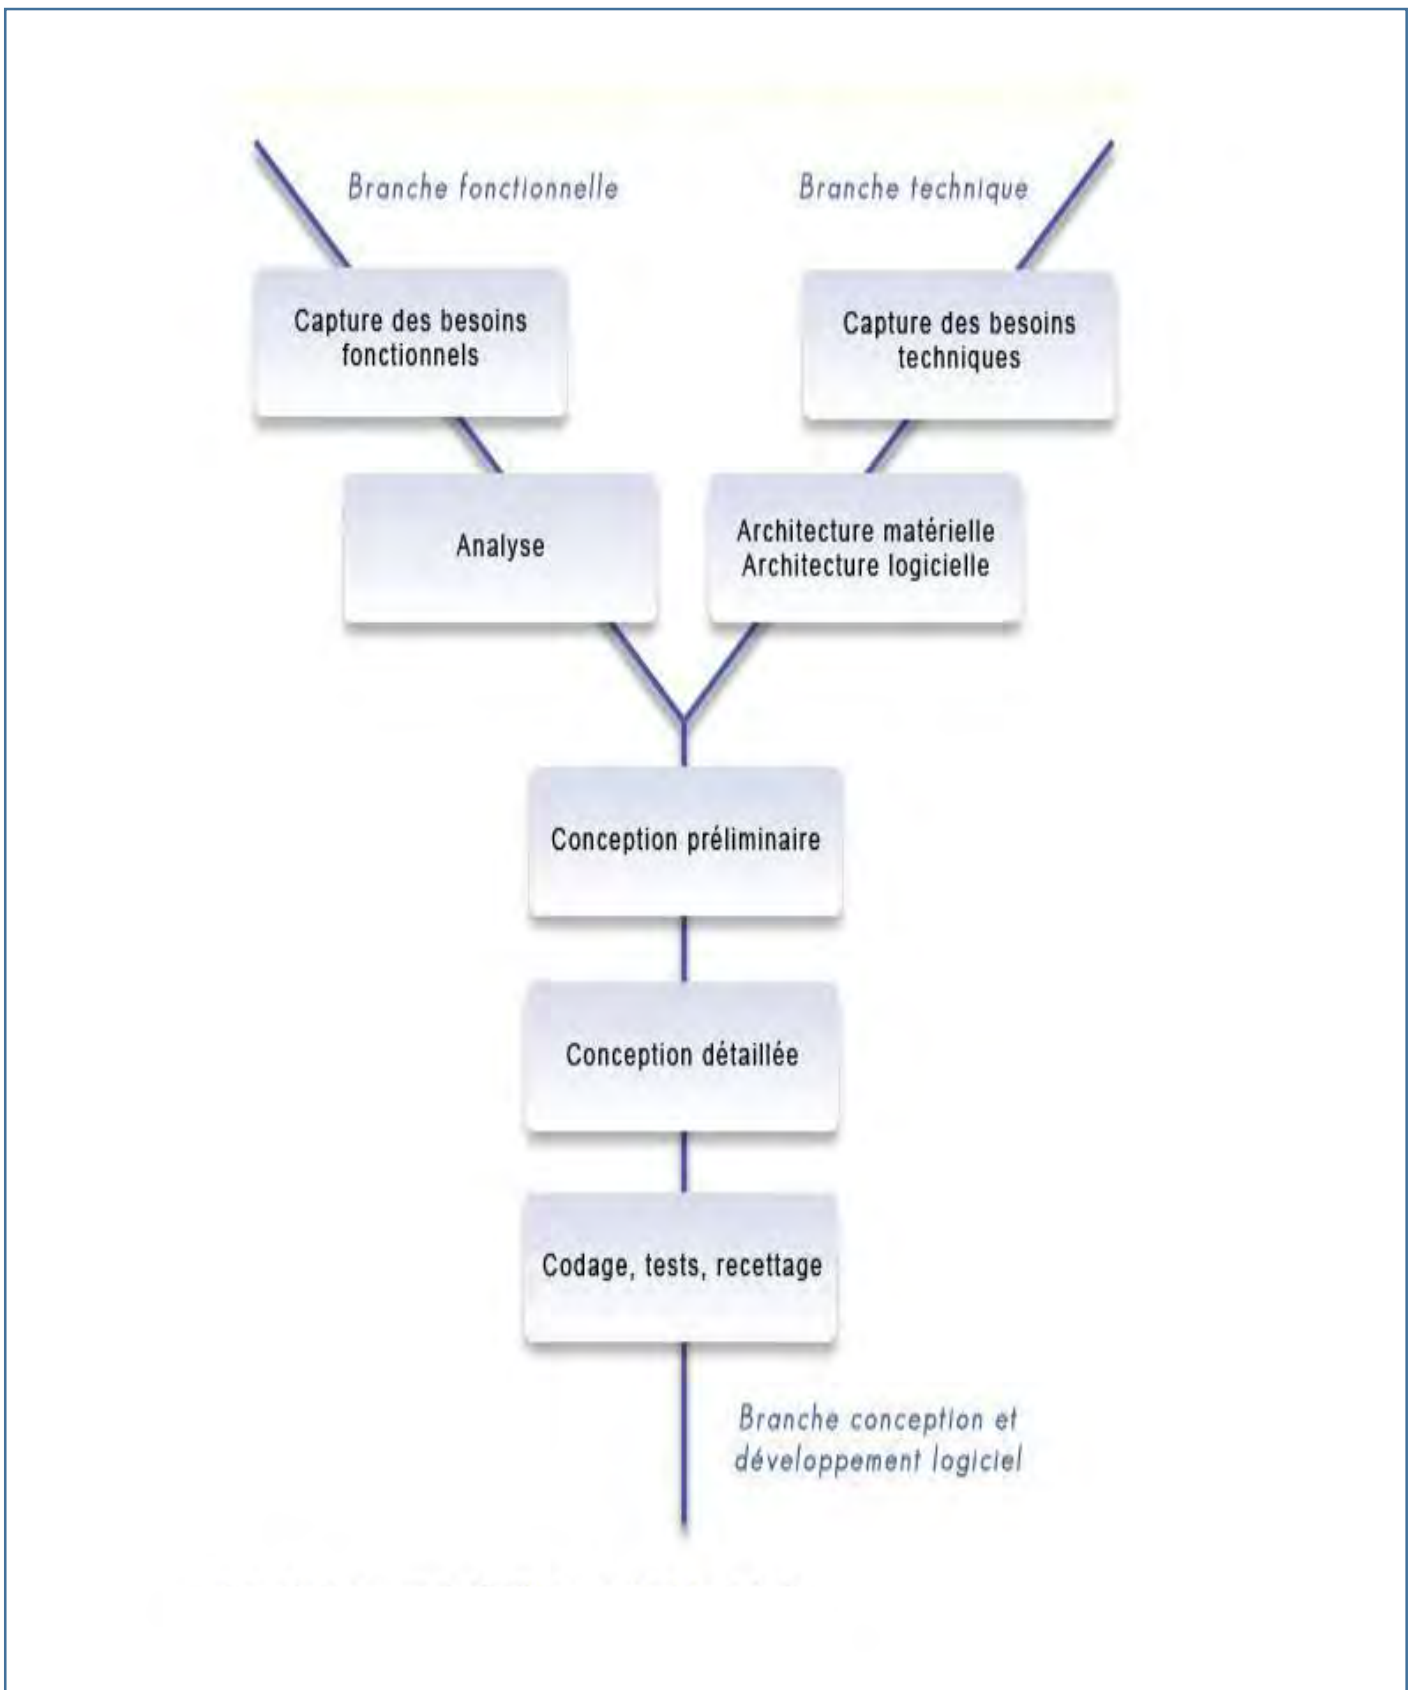 Branche fonctionnelle
Branche technique
Capture des besoins
fonctionnels
Capture des besoins
techniques
Analyse
Architecture matérielle
Architecture logicielle
Conception préliminaire
Conception détaillée
Codage, tests, recettage
Branche conception et
développement logiciel